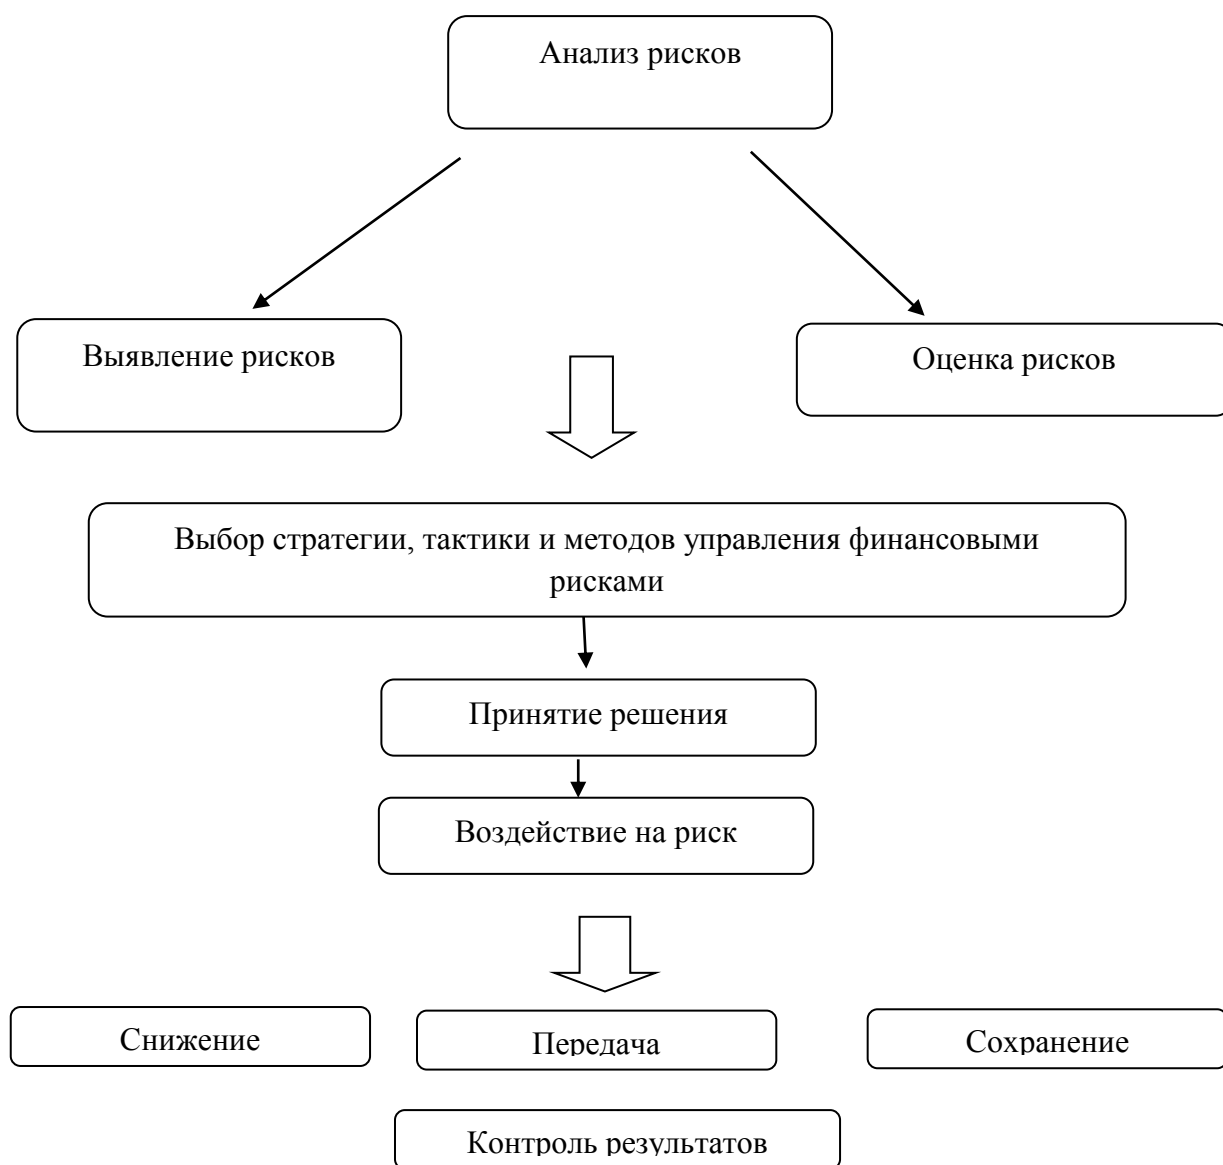 Анализ рисков
Выявление рисков
Оценка рисков
Выбор стратегии, тактики и методов управления финансовыми
рисками
Принятие решения
Воздействие на риск
Снижение
Передача
Сохранение
Контроль результатов